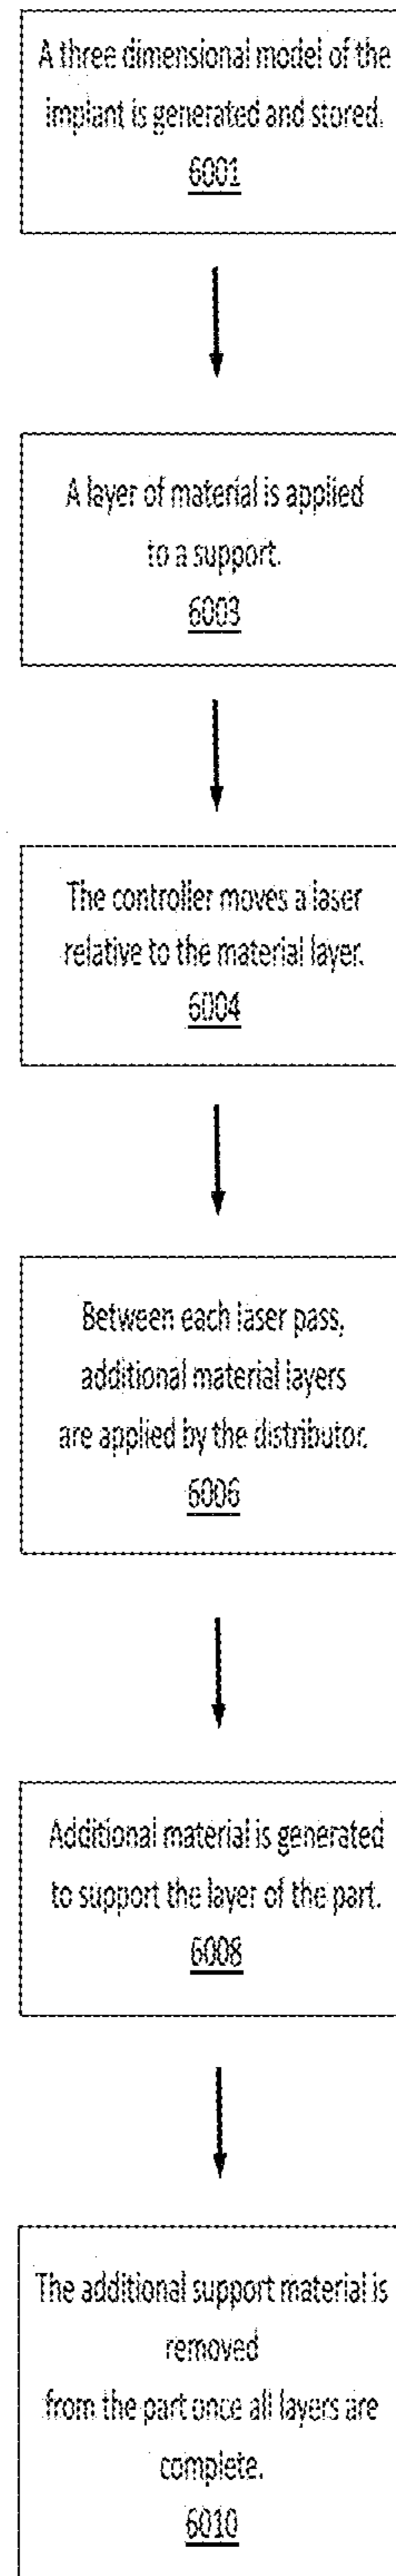 A three dimensional model of the
implant is generated and stored.
6001
A layer of material is applied
to a support.
6003
The controller moves a laser
relative to the material layer.
6004
Between each laser pass,
additional material layers
are applied by the distributor.
6006
Additional material is generated
to support the layer of the part.
6008
The additional support material is
removed
from the part once all layers are
complete.
6010